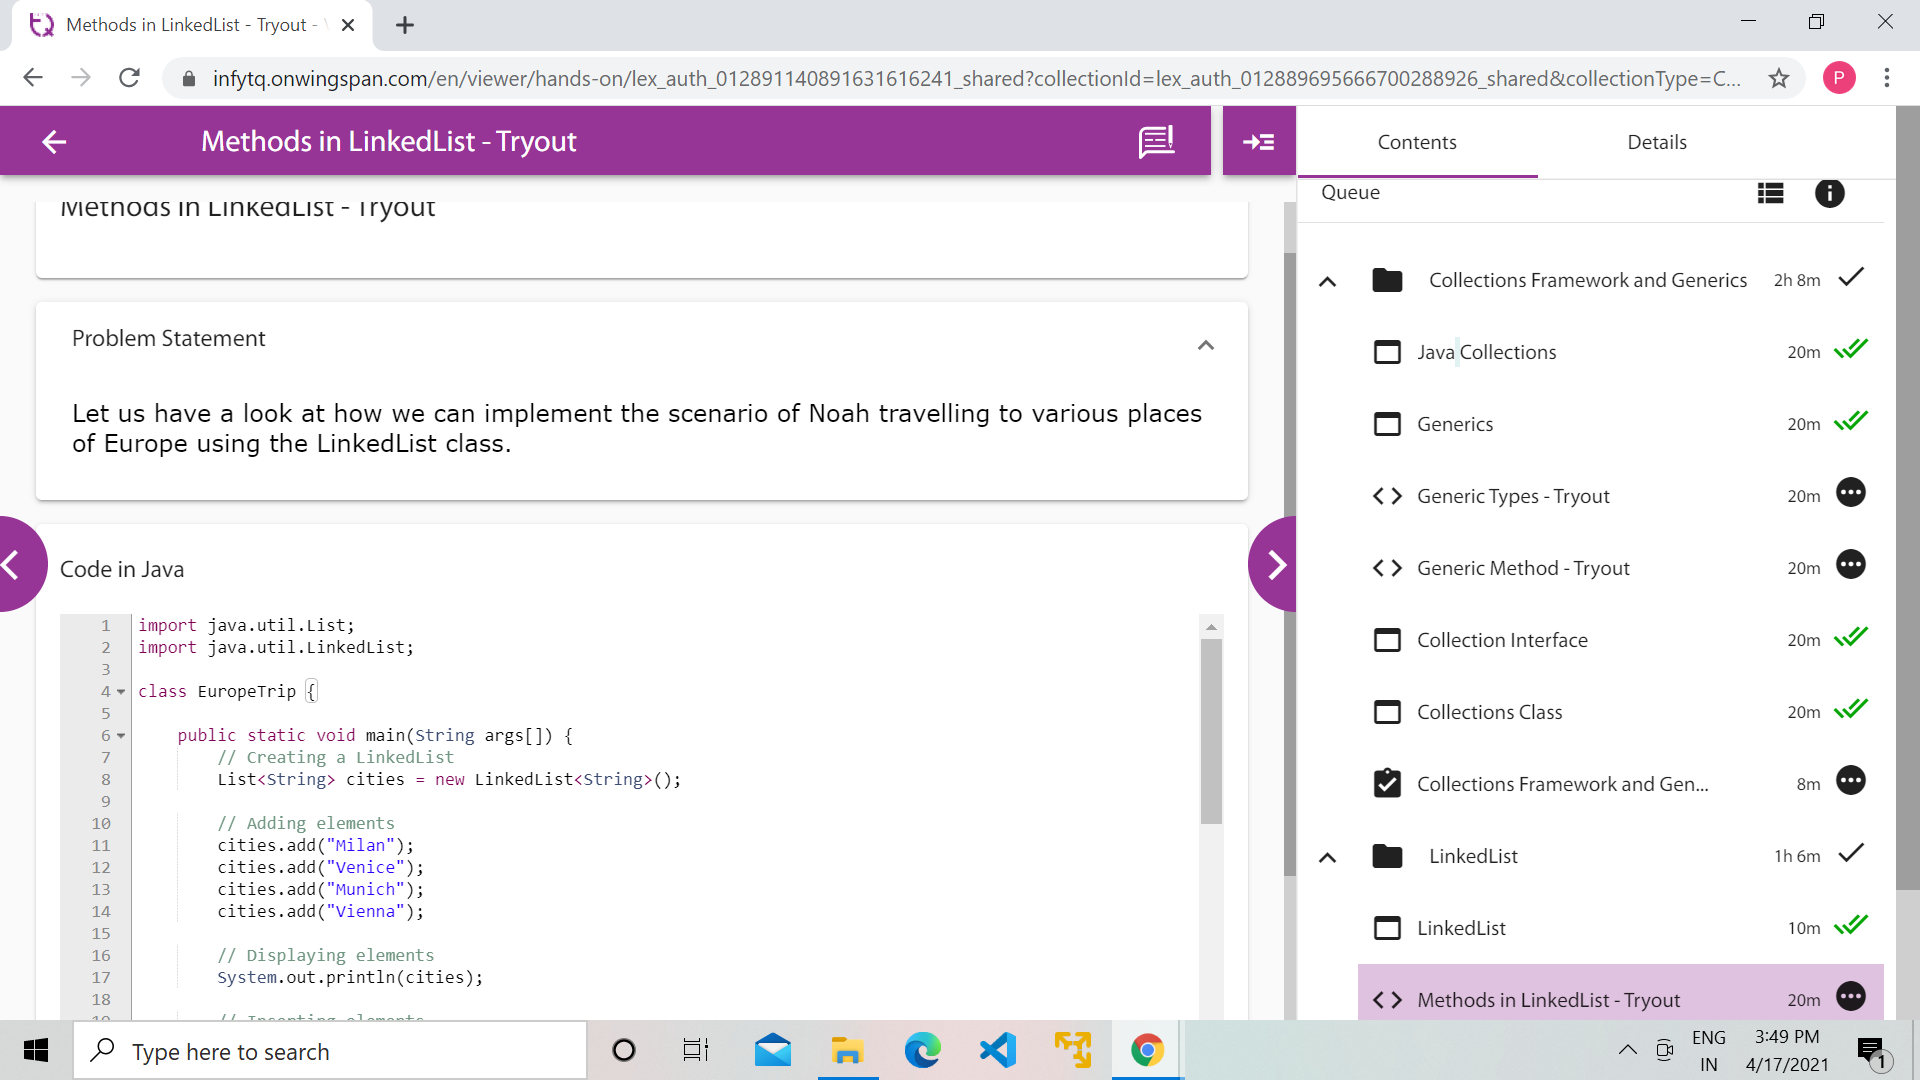 Methods in LinkedList - Tryout -
infytq.onwingspan.com/en/viewer/hands-on/lex_auth_012891140891631616241_shared?collectionId=lex_auth_012889695666700288926_shared&collectionType=C...
P
Methods in LinkedList - Tryout
Contents
Details
Methods in LinkedList - Tryout
Queue
Problem Statement
Let us have a look at how we can implement the scenario of Noah travelling to various places
of Europe using the LinkedList class.
Code in Java
1 import java.util.List;
2 import java.util.LinkedList;
3
4 class EuropeTrip {
5
6 public static void main(String args[]) {
7 // Creating a LinkedList
8 List<String> cities = new LinkedList<String>();
9
10 // Adding elements
11 cities.add("Milan");
12 cities.add("Venice");
13 cities.add("Munich");
14 cities.add("Vienna");
15
16 // Displaying elements
17 System.out.println(cities);
18
19 // Inserting elements
Collections Framework and Generics 2h 8m
Java Collections 20m
Generics 20m
Generic Types - Tryout 20m
Generic Method - Tryout 20m
Collection Interface 20m
Collections Class 20m
Collections Framework and Gen... 8m
LinkedList 1h 6m
LinkedList 10m
Methods in LinkedList - Tryout 20m
Type here to search
ENG
IN
3:49 PM
4/17/2021
1